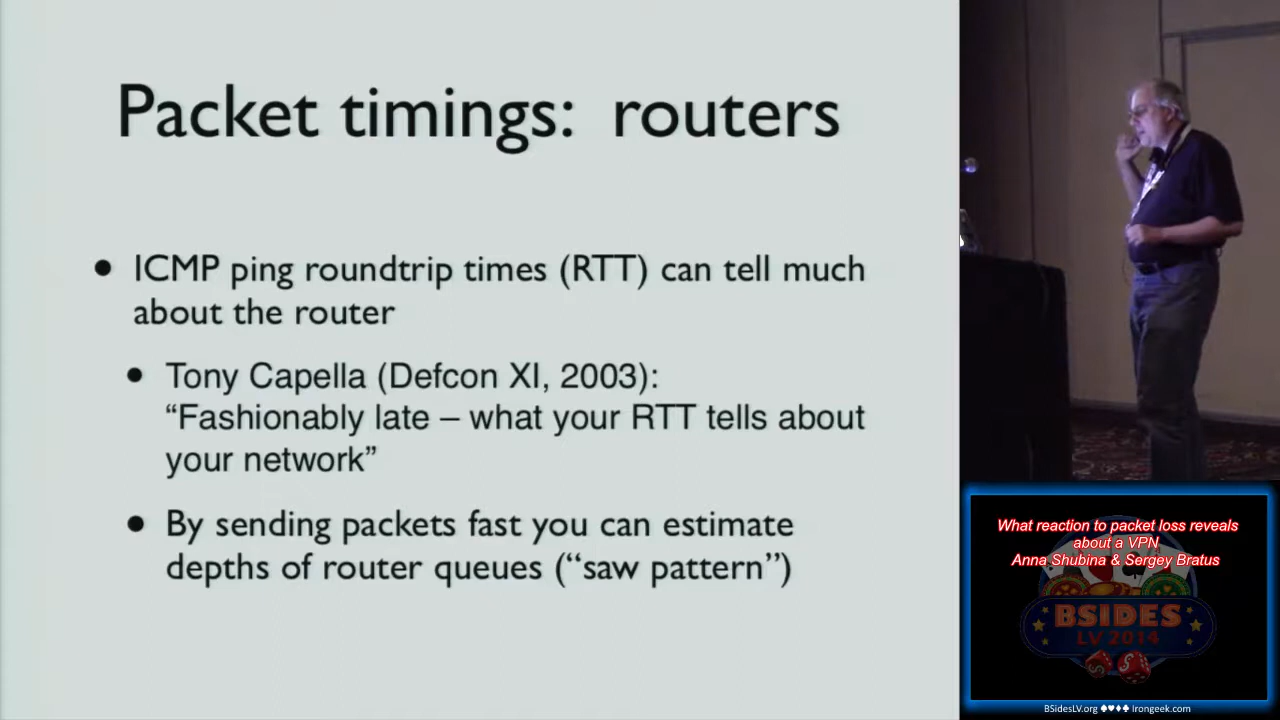 Packet timings: routers
• ICMP ping roundtrip times (RTT) can tell much
about the router
• Tony Capella (Defcon XI, 2003):
“Fashionably late – what your RTT tells about
your network”
• By sending packets fast you can estimate
depths of router queues (“saw pattern”)
What reaction to packet loss reveals
about a VPN
Anna Shubina & Sergey Bratus
BSIDES
LV 2014
BSidesLV.org ♠♥♦♣ Irongeek.com